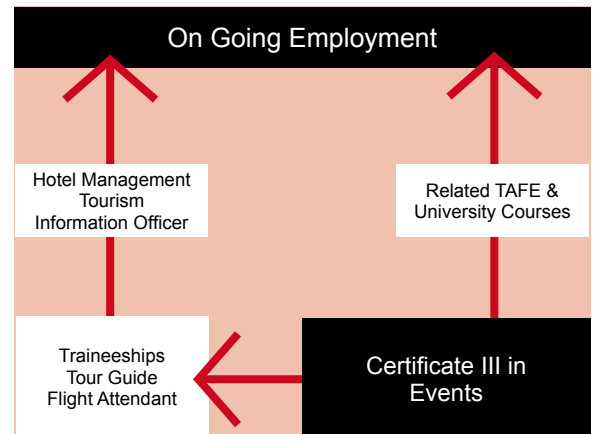 On Going Employment
Hotel Management
Tourism
Information Officer
Related TAFE &
University Courses
Traineeships
Tour Guide
Flight Attendant
Certificate III in
Events